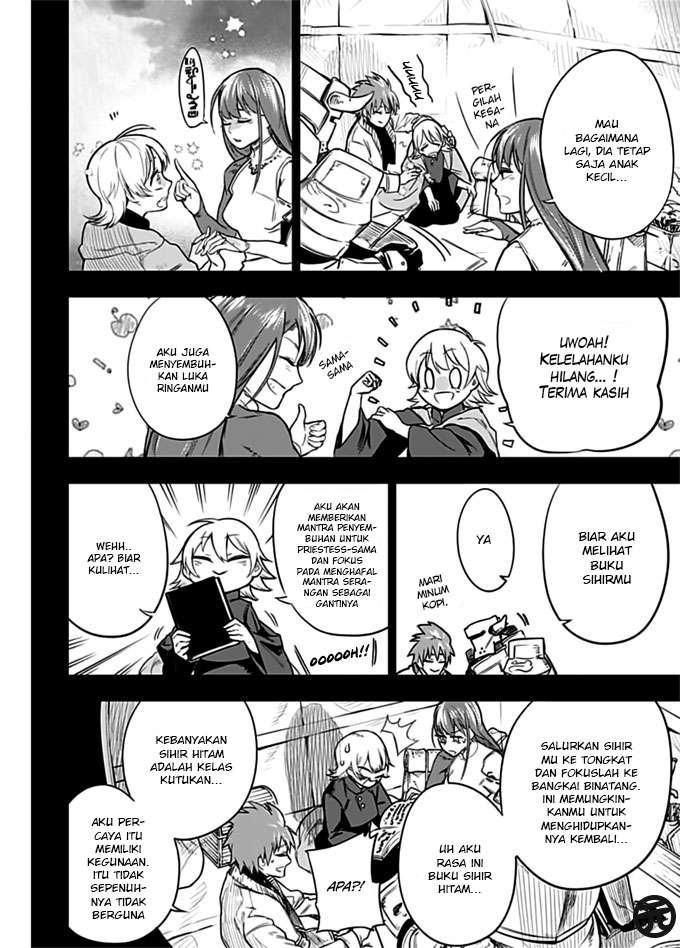 MAU
BAGAIMANA
LAGI, DIA TETAP
SAJA ANAK
KECIL...
PER-
GILAH
KESA-
NA
UUUUU
UWOAH!
KELELAHANKU
HILANG... !
TERIMA KASIH
SAMA-
SAMA
AKU JUGA
MENYEMBUH-
KAN LUKA
RINGANMU
BIAR AKU
MELIHAT
BUKU
SIHIRMU
YA
MARI
MINUM
KOPI.
AKU AKAN
MEMBERIKAN
MANTRA PENYEM-
BUHAN UNTUK
PRIESTESS-SAMA
DAN FOKUS
PADA MENGHAFAL
MANTRA SERA-
NGAN SEBAGAI
GANTINYA
WEHH..
APA? BIAR
KULIHAT...
OOOOOH!!
SALURKAN SIHIR
MU KE TONGKAT
DAN FOKUSLAH KE
BANGKAI BINATANG.
INI MEMUNGKIN-
KANMU UNTUK
MENGHIDUPKAN-
NYA KEMBALI...
UH AKU
RASA INI
BUKU SIHIR
HITAM...
APA?!
KEBANYAKAN
SIHIR HITAM
ADALAH KELAS
KUTUKAN...
AKU PER-
CAYA ITU
MEMILIKI
KEGUNAAN.
ITU TIDAK
SEPENUH-
NYA TIDAK
BERGUNA